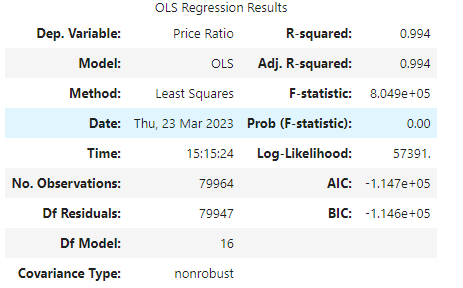 OLS Regression Results
Dep. Variable: Price Ratio R-squared: 0.994
Model: OLS Adj. R-squared: 0.994
Method: Least Squares F-statistic: 8.049e+05
Date: Thu, 23 Mar 2023 Prob (F-statistic): 0.00
Time: 15:15:24 Log-Likelihood: 57391.
No. Observations: 79964 AIC: -1.147e+05
Df Residuals: 79947 BIC: -1.146e+05
Df Model: 16
Covariance Type: nonrobust